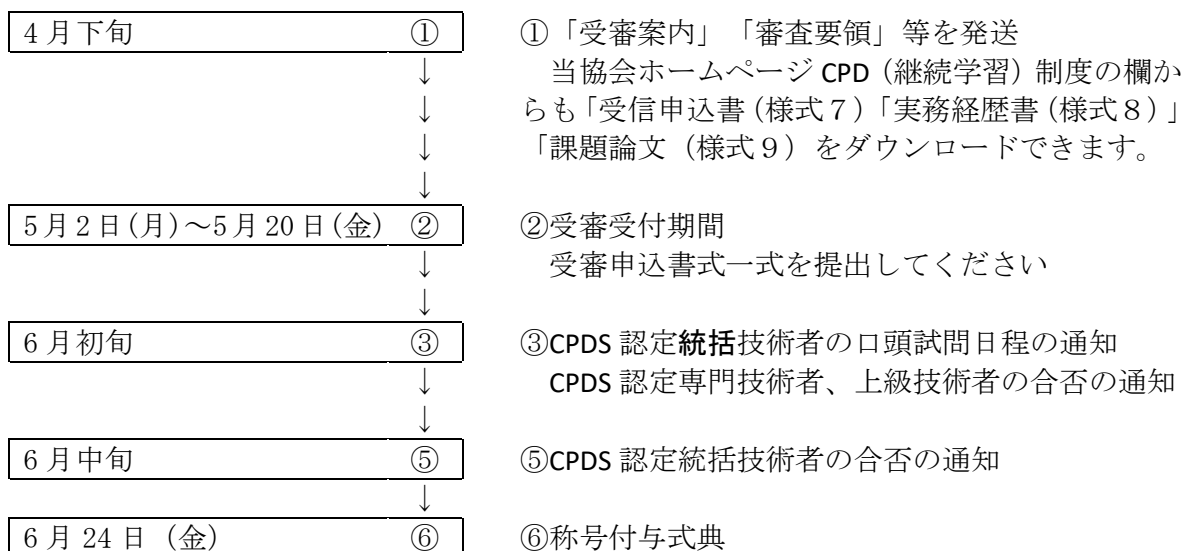 4月下旬 ① ①「受審案内」「審査要領」等を発送
↓ 当協会ホームページ CPD（継続学習）制度の欄か
↓ らも「受信申込書（様式７）「実務経歴書（様式８）」
↓ 「課題論文（様式９）をダウンロードできます。
↓
5月2日(月)～5月20日(金) ② ②受審受付期間
↓ 受審申込書式一式を提出してください
↓
6月初旬 ③ ③CPDS 認定統括技術者の口頭試問日程の通知
↓ CPDS 認定専門技術者、上級技術者の合否の通知
↓
6月中旬 ⑤ ⑤CPDS 認定統括技術者の合否の通知
↓
6月24日（金） ⑥ ⑥称号付与式典